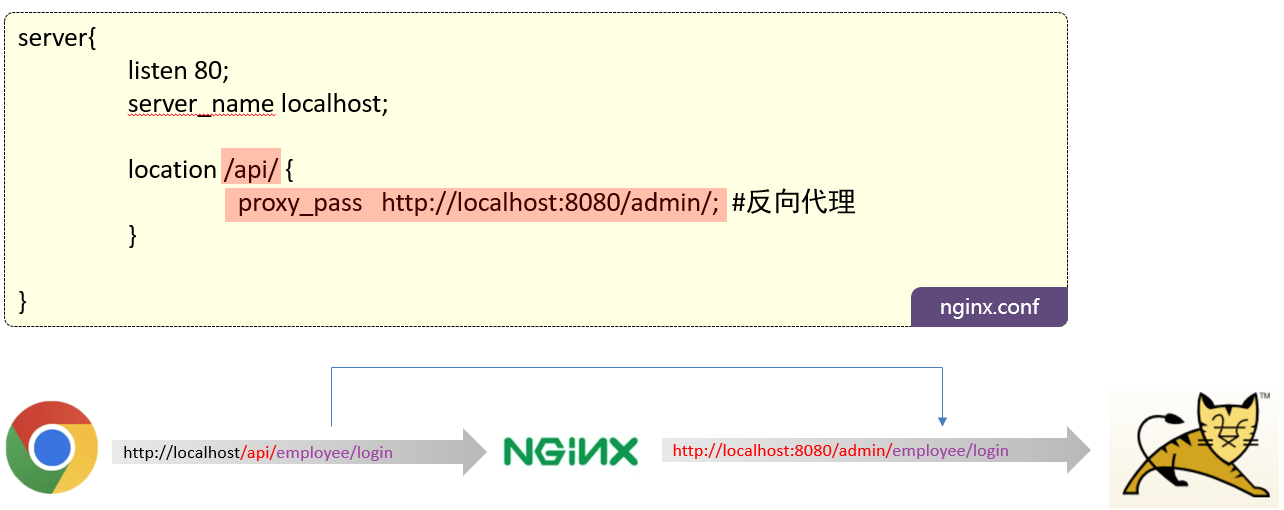 server{
listen 80;
server_name localhost;
location /api/ {
proxy_pass http://localhost:8080/admin/; #反向代理
}
}
nginx.conf
http://localhost/api/employee/login
NGINX
http://localhost:8080/admin/employee/login
TM